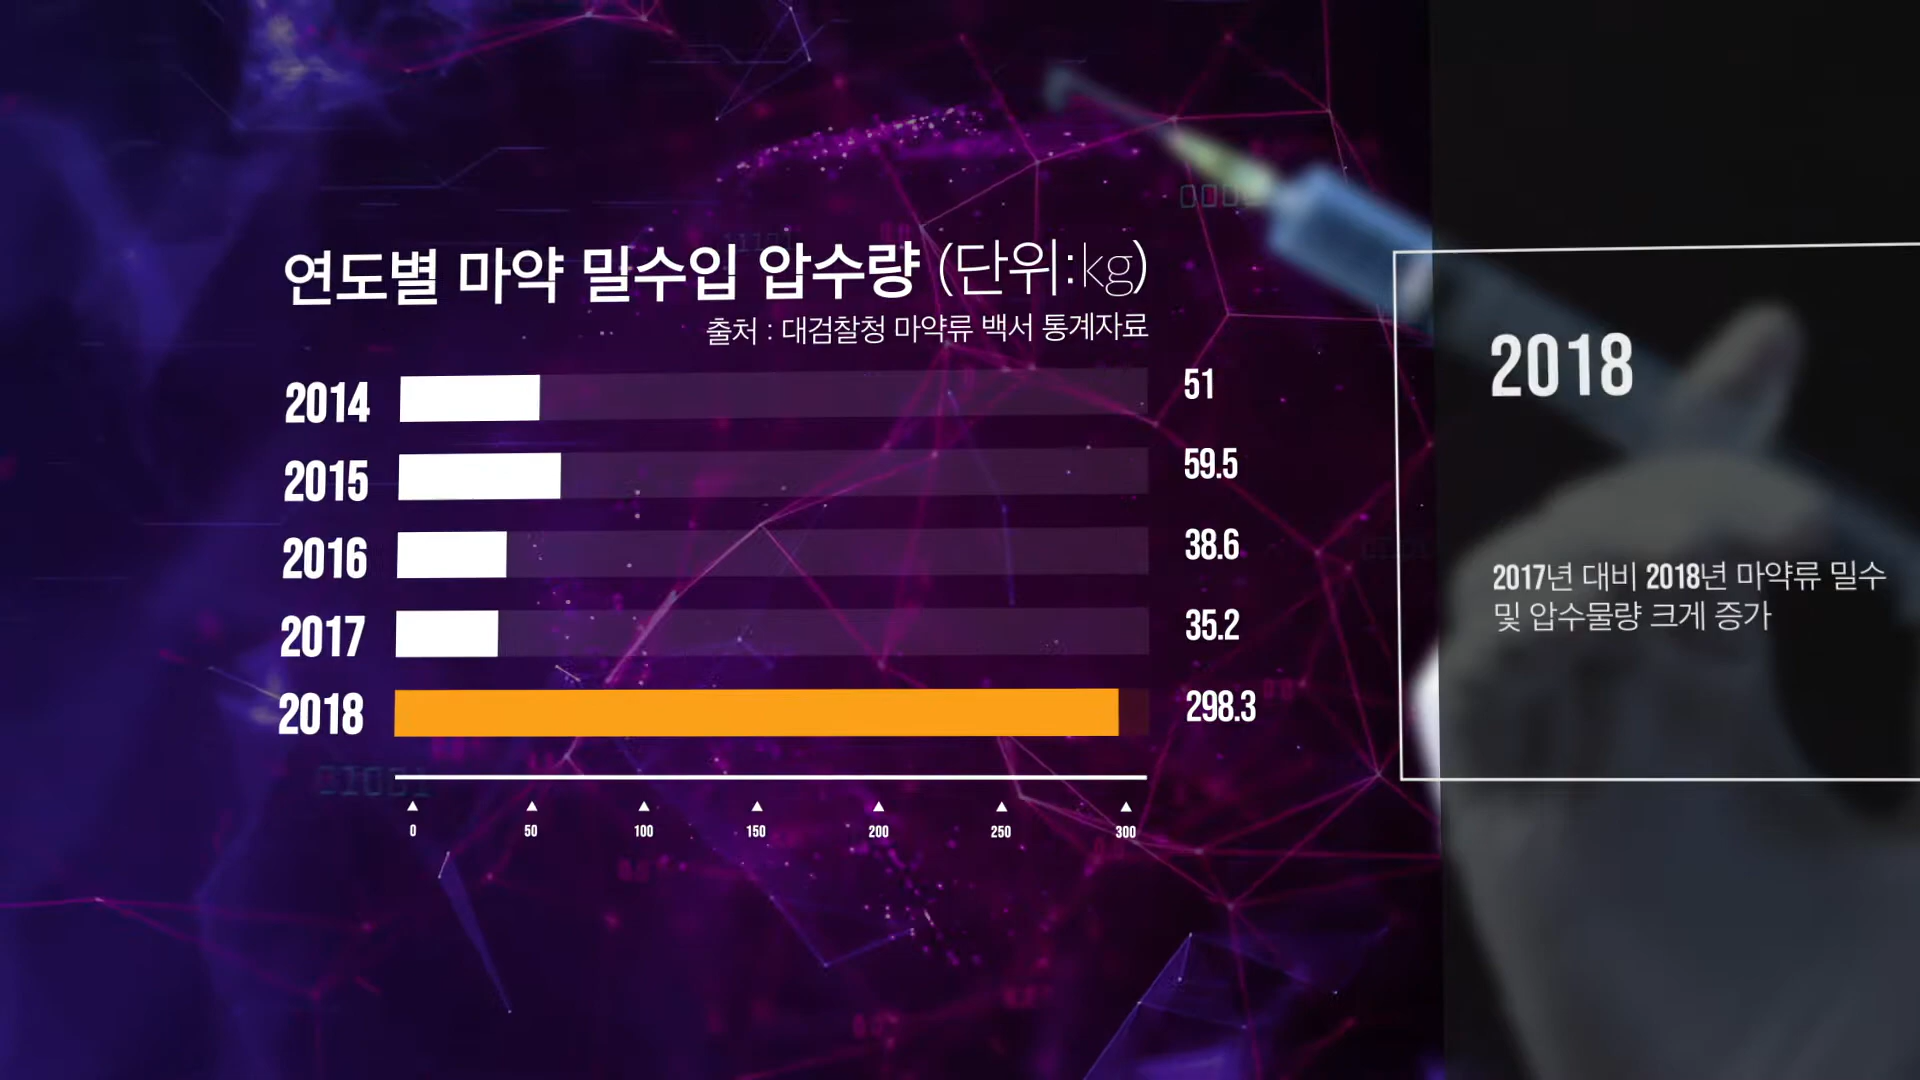 연도별 마약 밀수입 압수량 (단위:kg)
출처 : 대검찰청 마약류 백서 통계자료
2014 51
2015 59.5
2016 38.6
2017 35.2
2018 298.3
0 50 100 150 200 250 300
2018
2017년 대비 2018년 마약류 밀수
및 압수물량 크게 증가